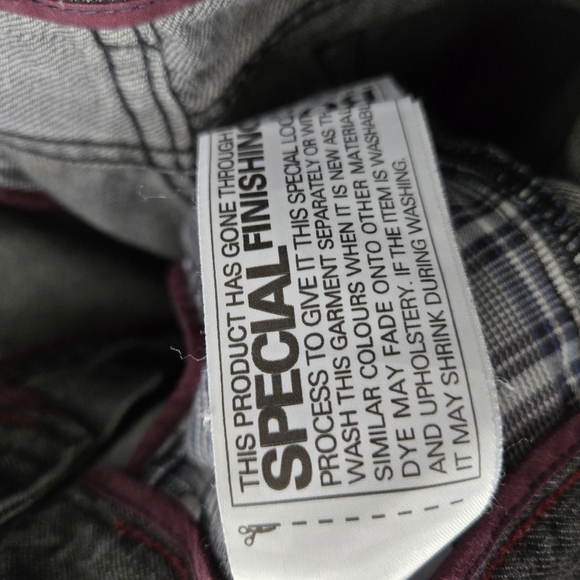 THIS PRODUCT HAS GONE THROUGH
SPECIAL FINISHING
PROCESS TO GIVE IT THIS SPECIAL
WASH THIS GARMENT SEPARATELY OR WITH
SIMILAR COLOURS WHEN IT IS NEW AS THE
DYE MAY FADE ONTO OTHER MATERIALS
AND UPHOLSTERY. IF THE ITEM IS WASHABLE
IT MAY SHRINK DURING WASHING.